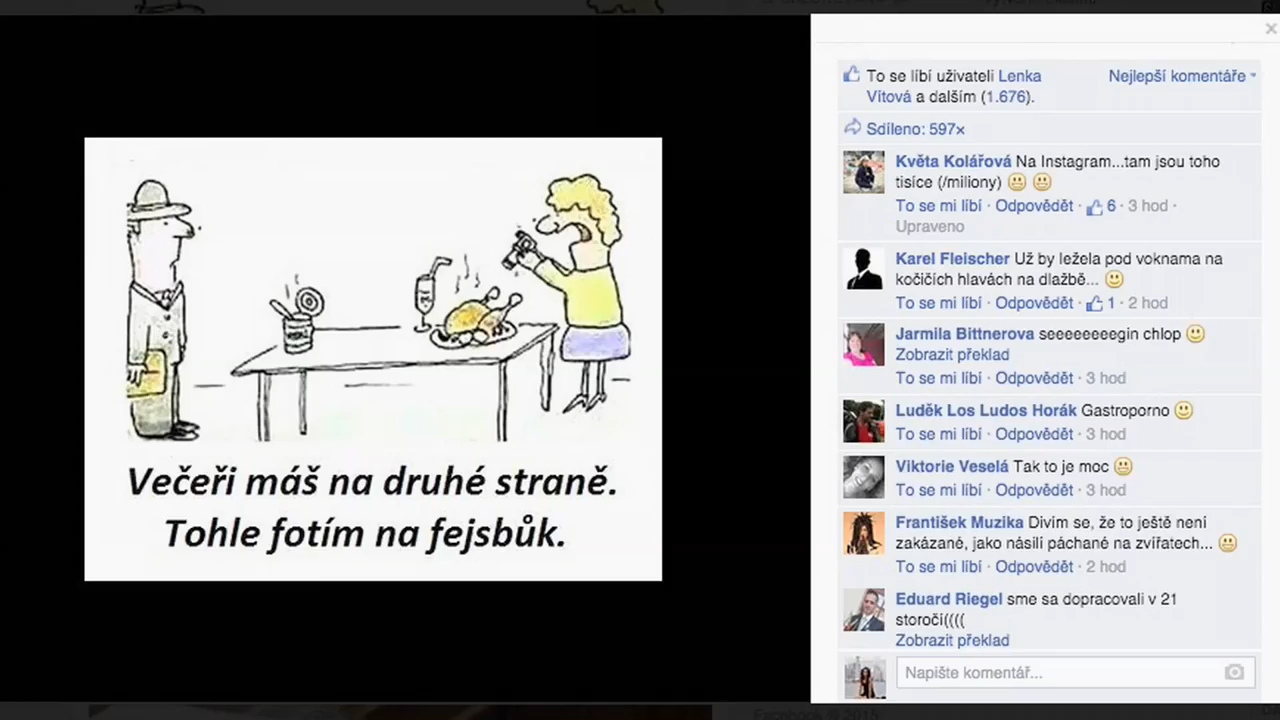 Večeři máš na druhé straně.
Tohle fotím na fejsbůk.
To se líbí uživateli Lenka
Vítová a dalším (1.676).
Nejlepší komentáře
Sdíleno: 597×
Květa Kolářová Na Instagram...tam jsou toho
tisíce (/miliony)
To se mi líbí · Odpovědět · 6 · 3 hod ·
Upraveno
Karel Fleischer Už by ležela pod voknama na
kočičích hlavách na dlažbě...
To se mi líbí · Odpovědět · 1 · 2 hod
Jarmila Bittnerova seeeeeeeegin chlop
Zobrazit překlad
To se mi líbí · Odpovědět · 3 hod
Luděk Los Ludos Horák Gastroporno
To se mi líbí · Odpovědět · 3 hod
Viktorie Veselá Tak to je moc
To se mi líbí · Odpovědět · 3 hod
František Muzika Divím se, že to ještě není
zakázané, jako násilí páchané na zvířatech...
To se mi líbí · Odpovědět · 2 hod
Eduard Riegel sme sa dopracovali v 21
storočí((((
Zobrazit překlad
Napište komentář...
Facebook © 2015